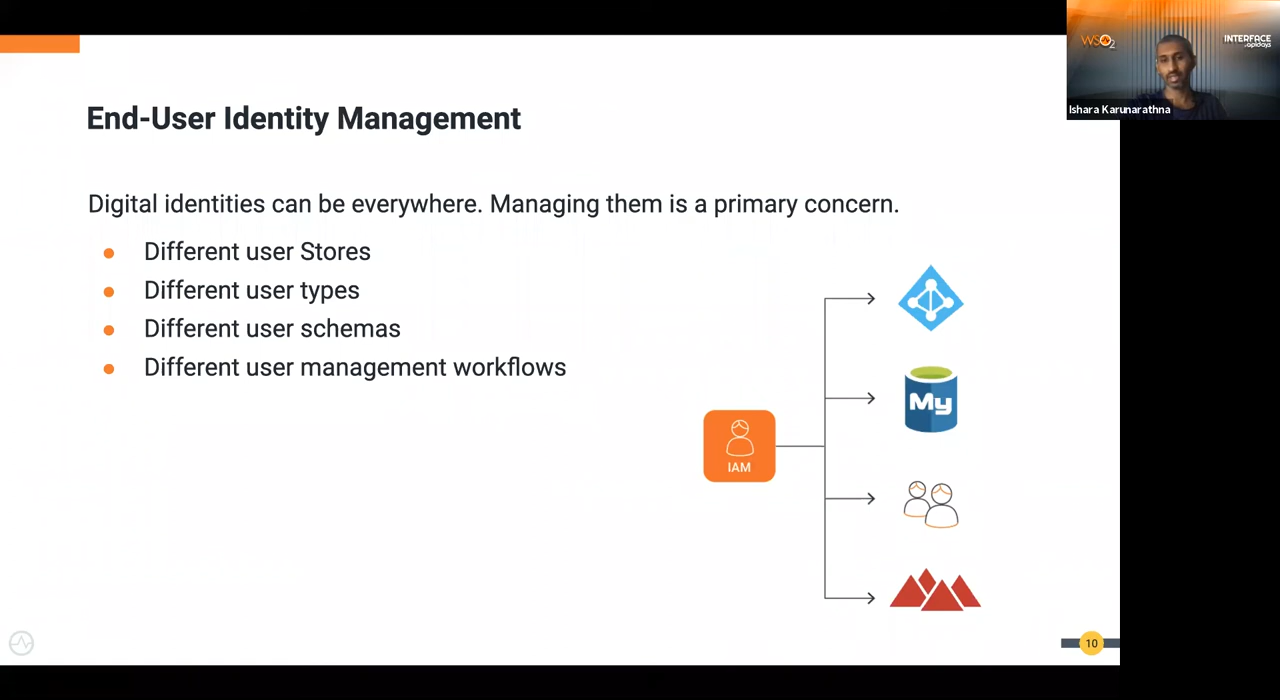 WSO2
INTERFACE
apidays
Ishara Karunarathna
End-User Identity Management
Digital identities can be everywhere. Managing them is a primary concern.
Different user Stores
Different user types
Different user schemas
Different user management workflows
My
IAM
10